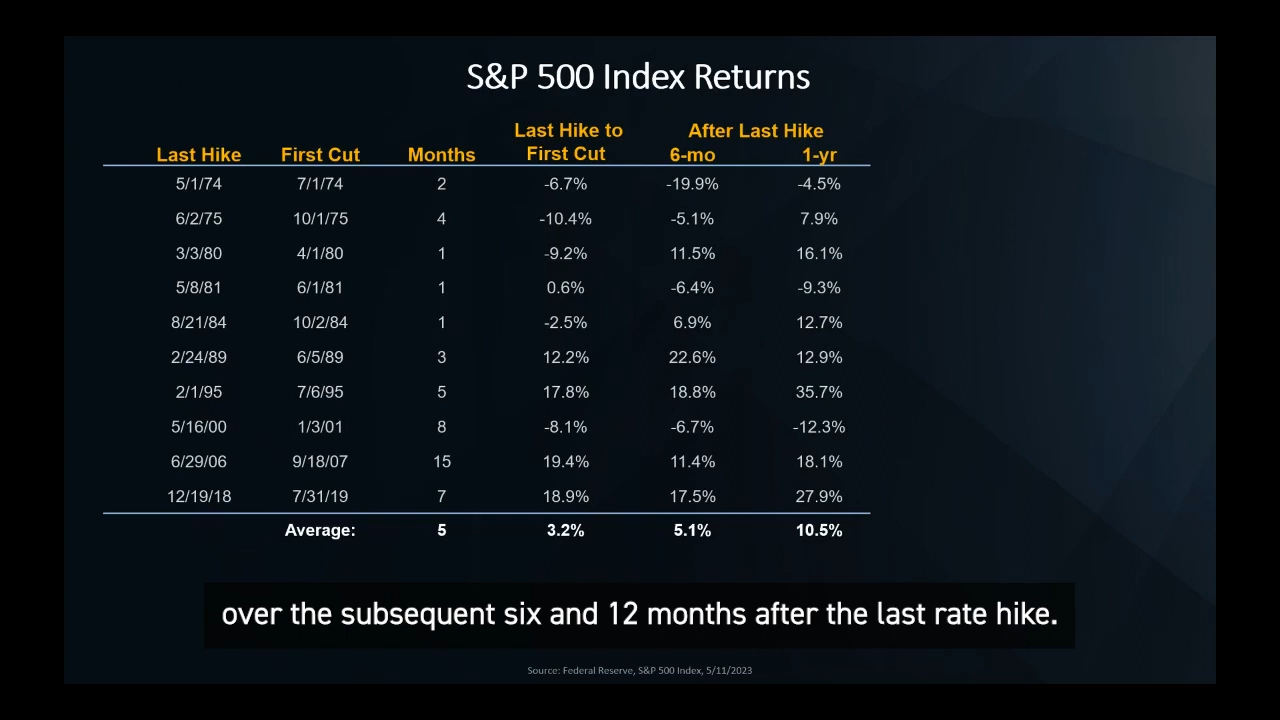 S&P 500 Index Returns
Last Hike to After Last Hike
Last Hike First Cut Months First Cut 6-mo 1-yr
5/1/74 7/1/74 2 -6.7% -19.9% -4.5%
6/2/75 10/1/75 4 -10.4% -5.1% 7.9%
3/3/80 4/1/80 1 -9.2% 11.5% 16.1%
5/8/81 6/1/81 1 0.6% -6.4% -9.3%
8/21/84 10/2/84 1 -2.5% 6.9% 12.7%
2/24/89 6/5/89 3 12.2% 22.6% 12.9%
2/1/95 7/6/95 5 17.8% 18.8% 35.7%
5/16/00 1/3/01 8 -8.1% -6.7% -12.3%
6/29/06 9/18/07 15 19.4% 11.4% 18.1%
12/19/18 7/31/19 7 18.9% 17.5% 27.9%
Average: 5 3.2% 5.1% 10.5%
over the subsequent six and 12 months after the last rate hike.
Source: Federal Reserve, S&P 500 Index, 5/11/2023